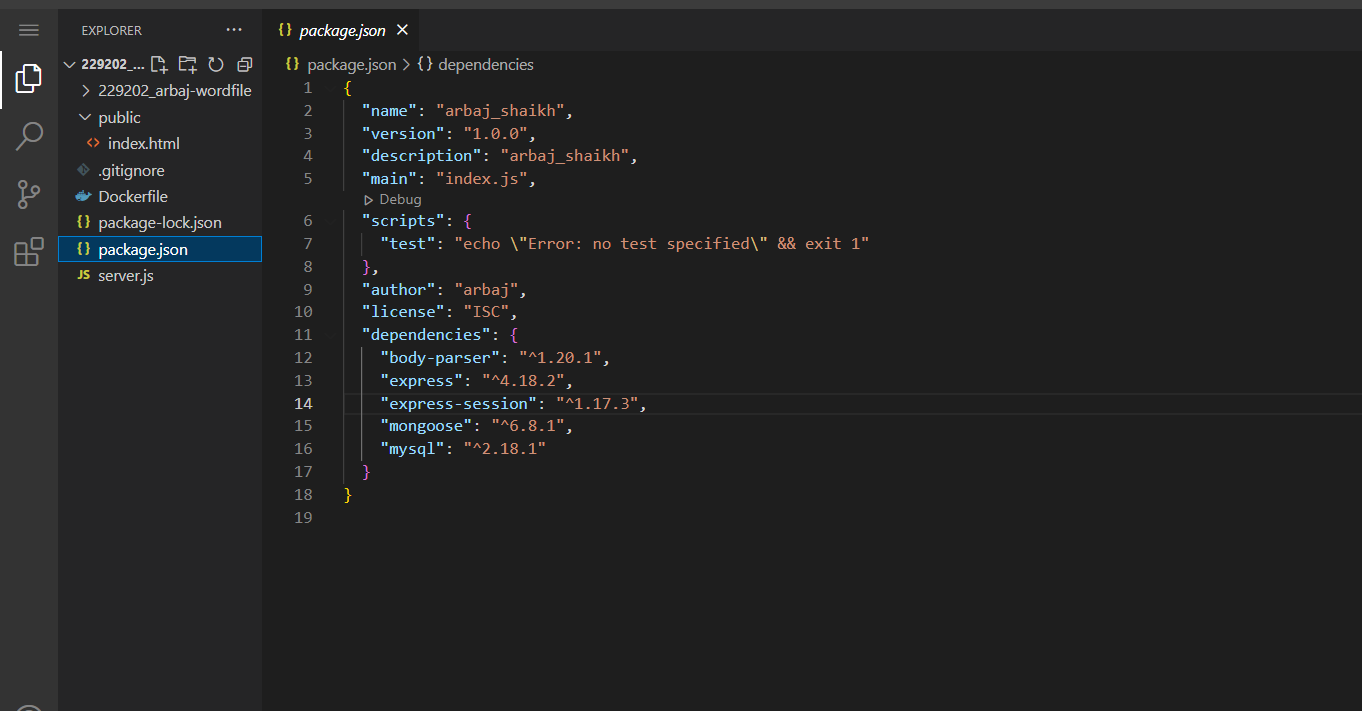 EXPLORER
229202_...
229202_arbaj-wordfile
public
index.html
.gitignore
Dockerfile
package-lock.json
package.json
JS server.js
{} package.json
{} package.json > {} dependencies
1 {
2 "name": "arbaj_shaikh",
3 "version": "1.0.0",
4 "description": "arbaj_shaikh",
5 "main": "index.js",
Debug
6 "scripts": {
7 "test": "echo \"Error: no test specified\" && exit 1"
8 },
9 "author": "arbaj",
10 "license": "ISC",
11 "dependencies": {
12 "body-parser": "^1.20.1",
13 "express": "^4.18.2",
14 "express-session": "^1.17.3",
15 "mongoose": "^6.8.1",
16 "mysql": "^2.18.1"
17 }
18 }
19